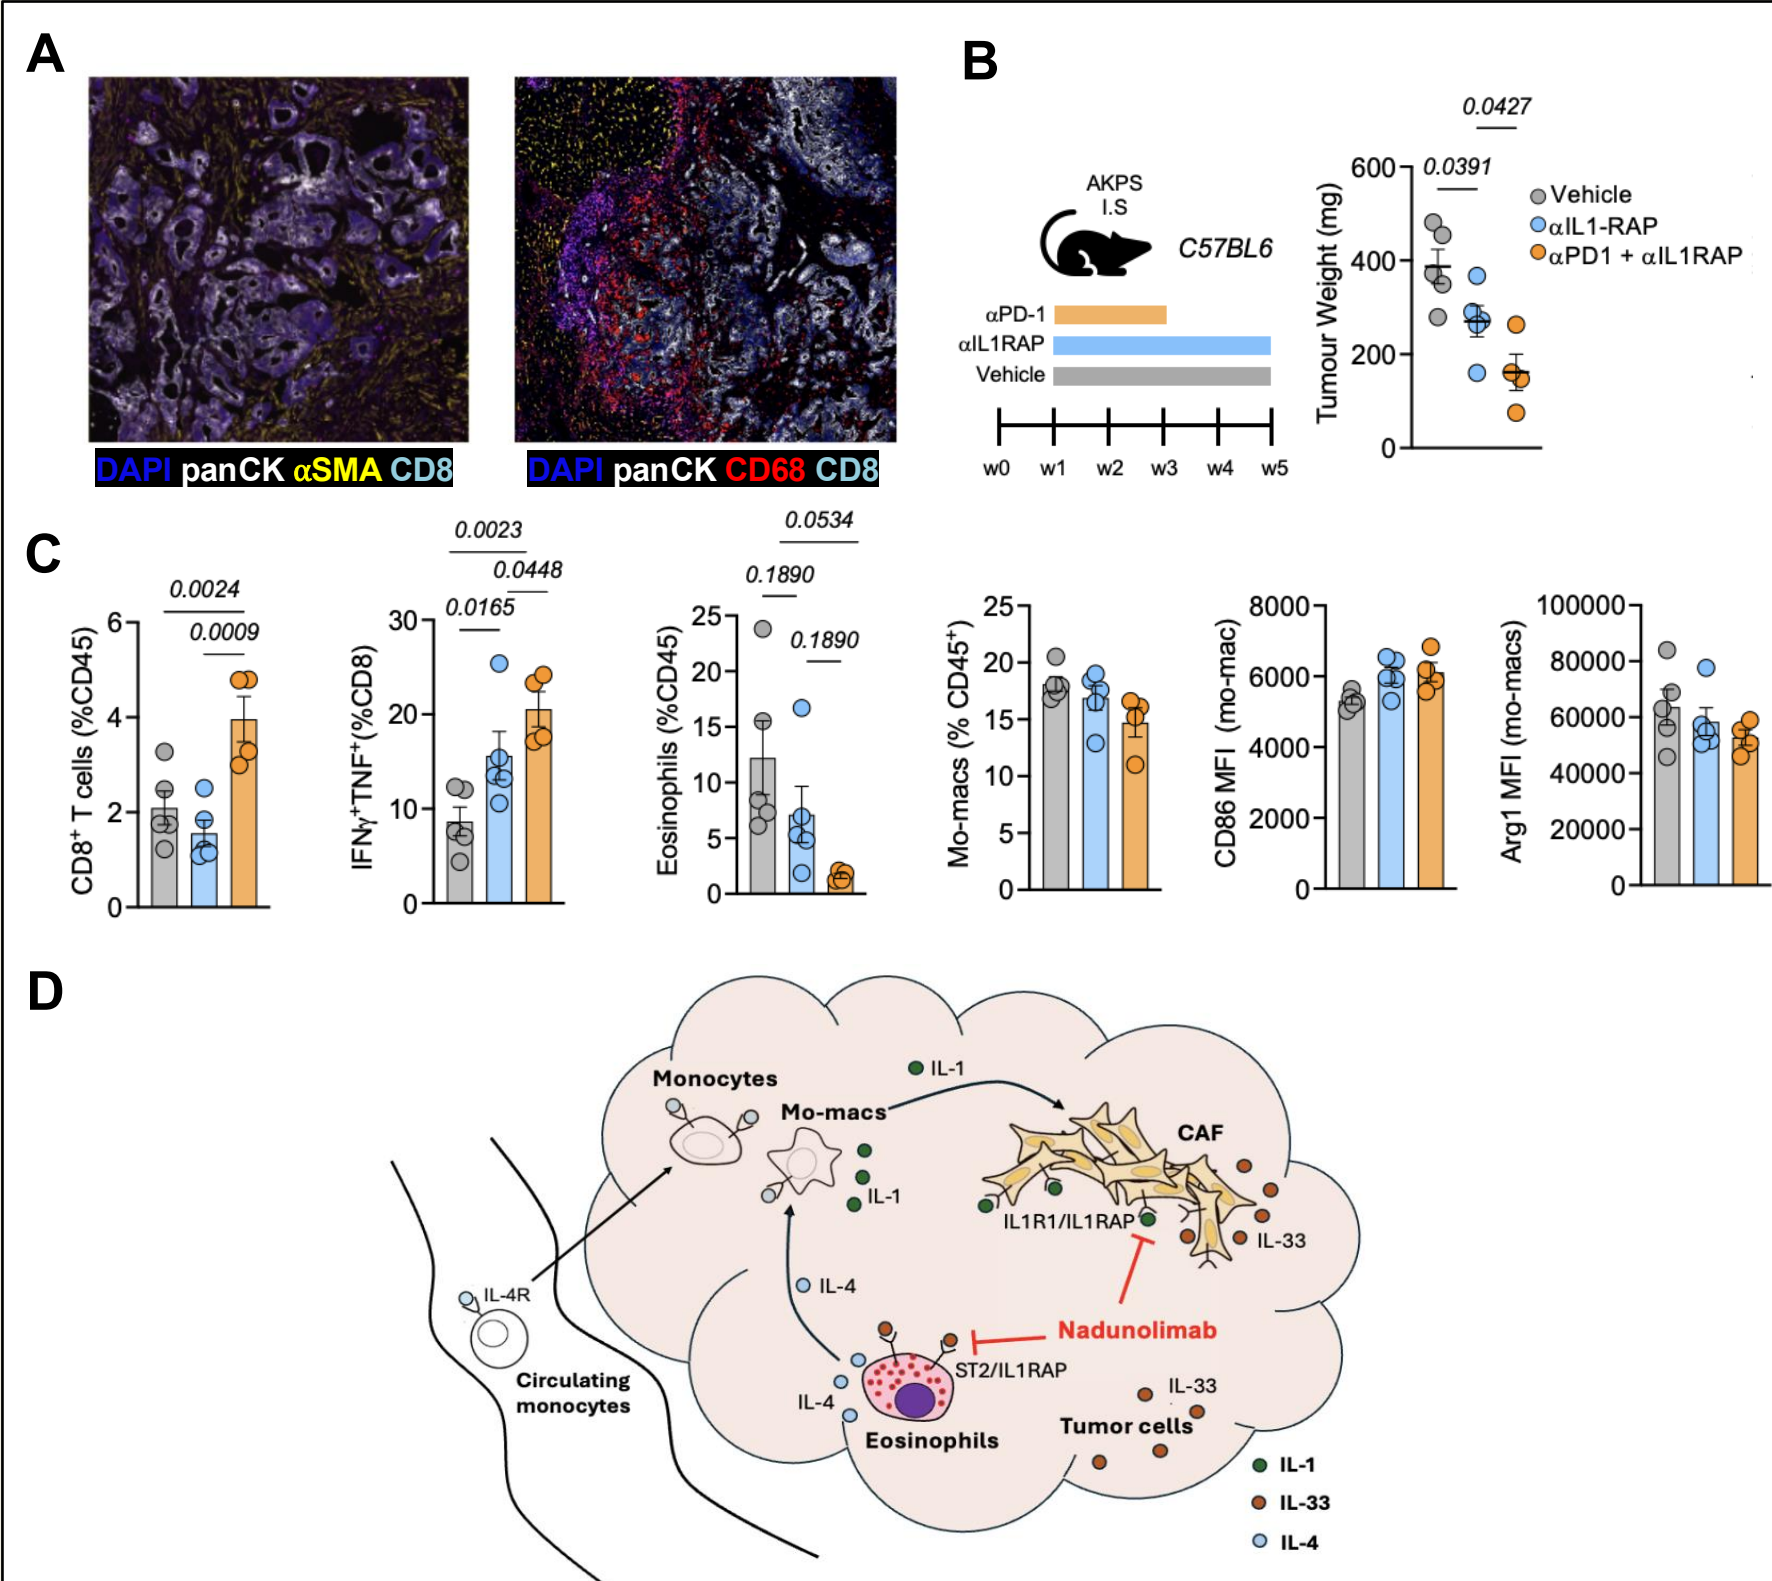 A
DAPI panCK αSMA CD8
DAPI panCK CD68 CD8
B
AKPS
I.S
C57BL6
αPD-1
αIL1RAP
Vehicle
w0 w1 w2 w3 w4 w5
Tumour Weight (mg)
600
400
200
0
0.0391
0.0427
Vehicle
αIL1-RAP
αPD1 + αIL1RAP
C
CD8+ T cells (%CD45)
6
4
2
0
0.0024
0.0009
IFNγ+TNF+(%CD8)
30
20
10
0
0.0023
0.0448
0.0165
Eosinophils (%CD45)
25
20
15
10
5
0
0.0534
0.1890
0.1890
Mo-macs (% CD45+)
25
20
15
10
5
0
CD86 MFI (mo-mac)
8000
6000
4000
2000
0
Arg1 MFI (mo-macs)
100000
80000
60000
40000
20000
0
D
Monocytes
Mo-macs
IL-1
IL-1
CAF
IL1R1/IL1RAP
IL-33
IL-4R
Circulating
monocytes
IL-4
IL-4
Nadunolimab
ST2/IL1RAP
Eosinophils
IL-33
Tumor cells
IL-1
IL-33
IL-4